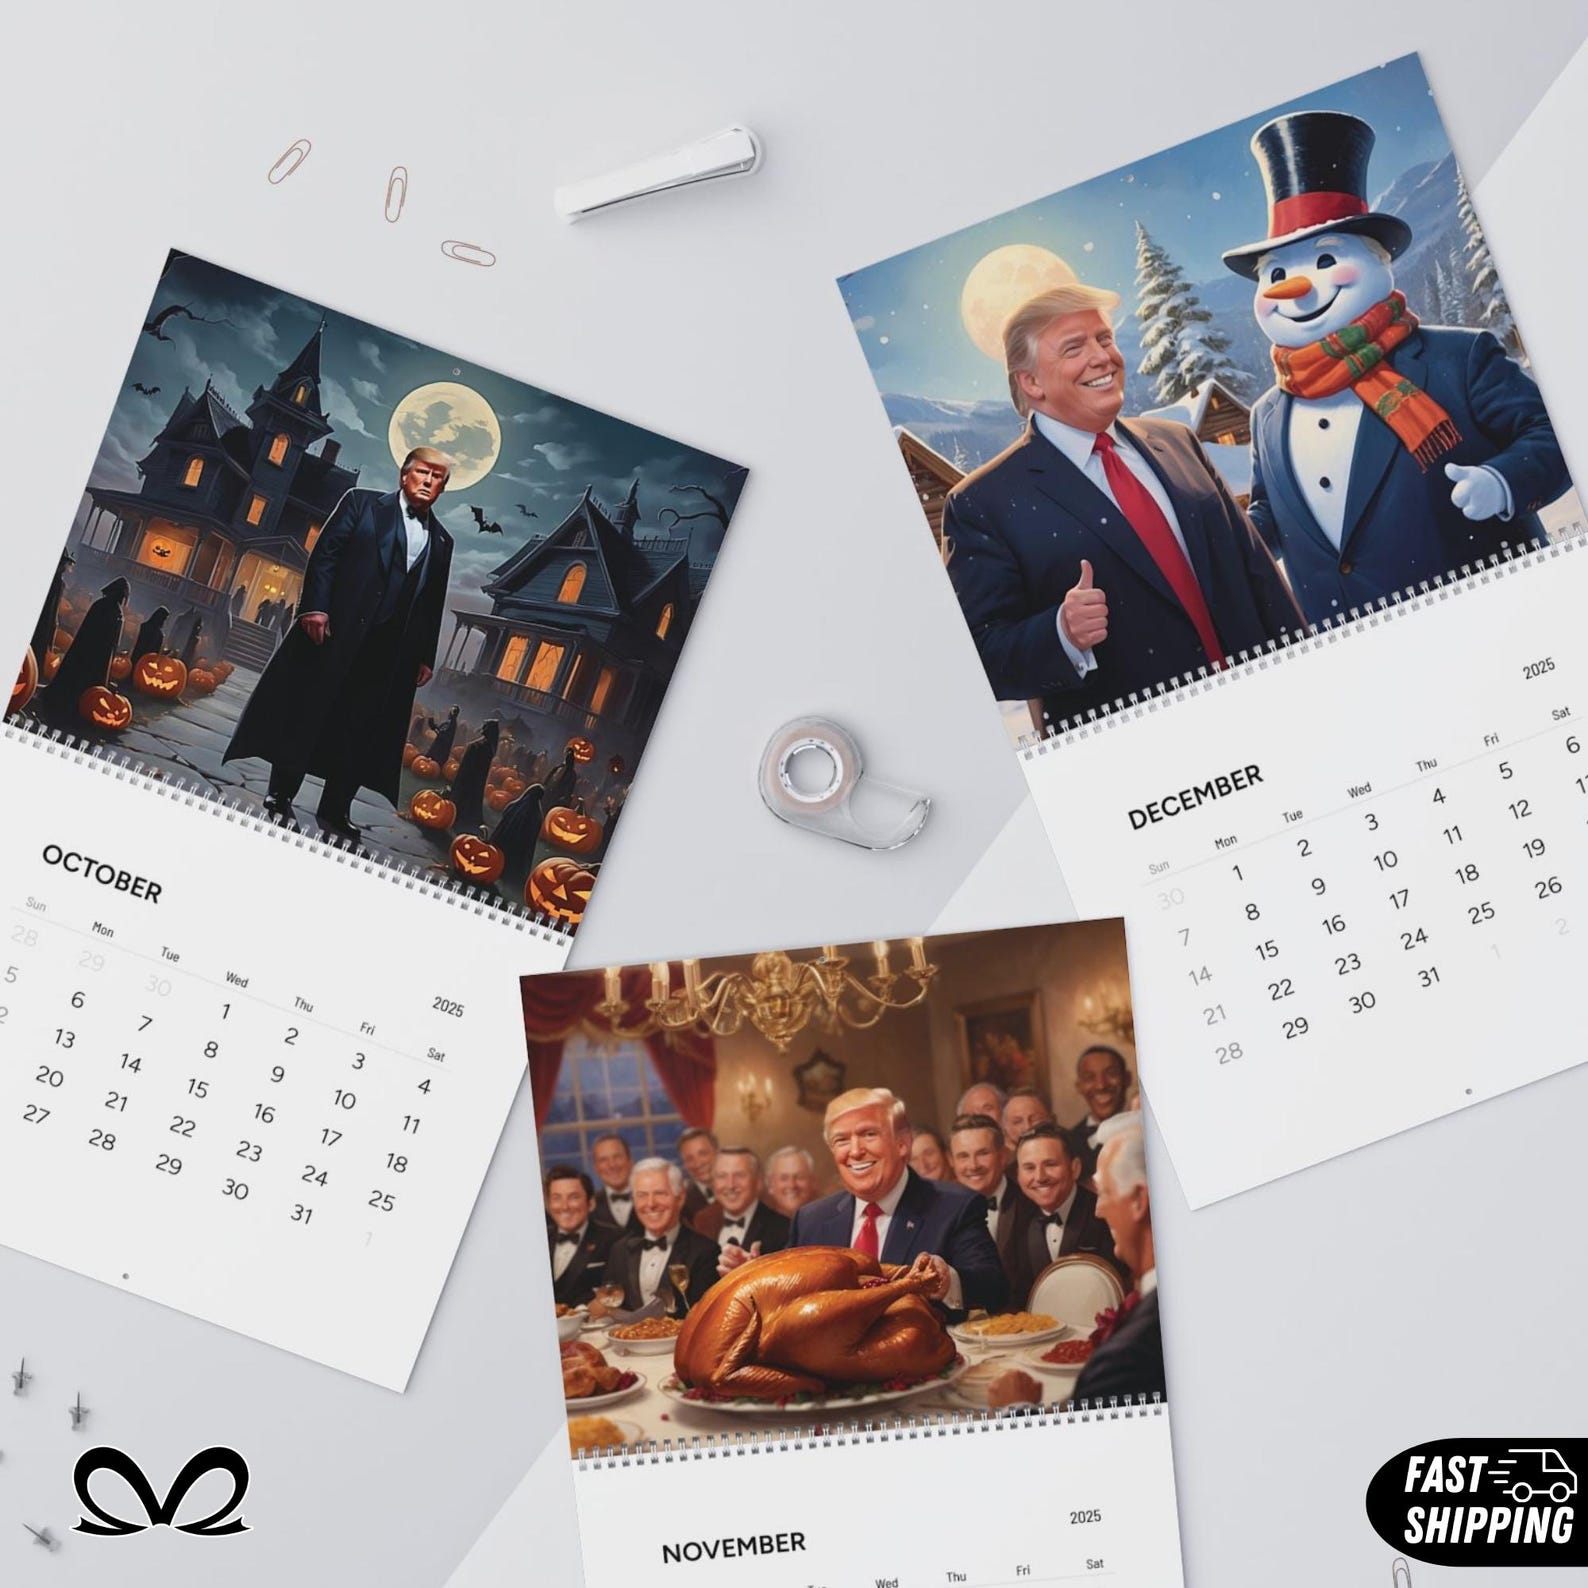 OCTOBER
2025
Sun Mon Tue Wed Thu Fri Sat
28 29 30 1 2 3 4
5 6 7 8 9 10 11
13 14 15 16 17 18
20 21 22 23 24 25
27 28 29 30 31 1
DECEMBER
2025
Sun Mon Tue Wed Thu Fri Sat
30 1 2 3 4 5 6
7 8 9 10 11 12
14 15 16 17 18 19
21 22 23 24 25 26
28 29 30 31 1 2
NOVEMBER
2025
Wed Thu Fri Sat
FAST
SHIPPING